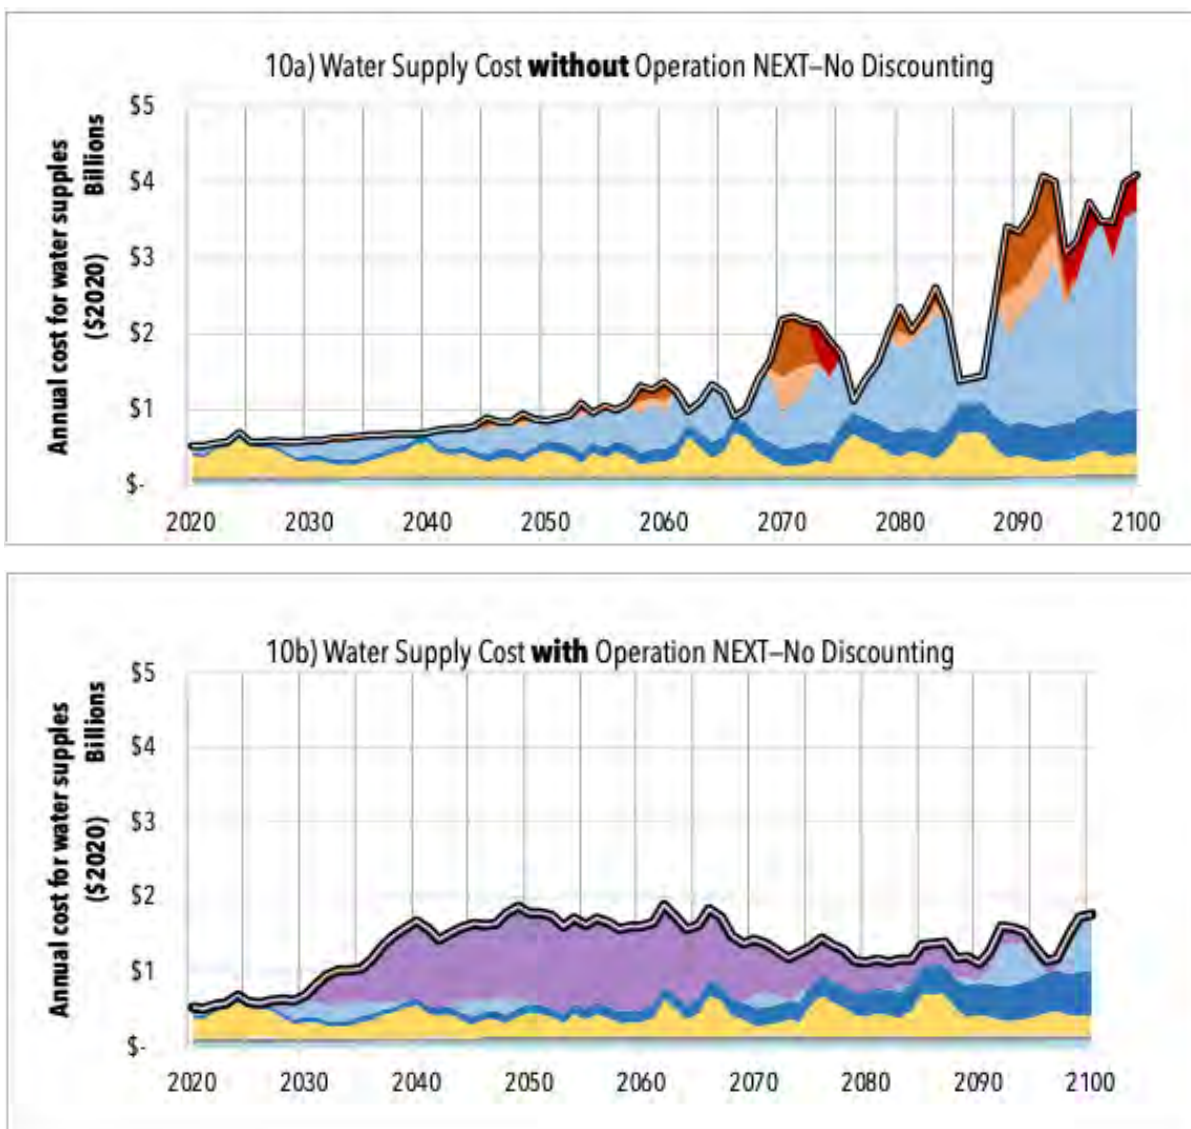 10a) Water Supply Cost without Operation NEXT–No Discounting
Annual cost for water supples
Billions
($2020)
$5
$4
$3
$2
$1
$-
2020 2030 2040 2050 2060 2070 2080 2090 2100
10b) Water Supply Cost with Operation NEXT–No Discounting
Annual cost for water supples
Billions
($2020)
$5
$4
$3
$2
$1
$-
2020 2030 2040 2050 2060 2070 2080 2090 2100